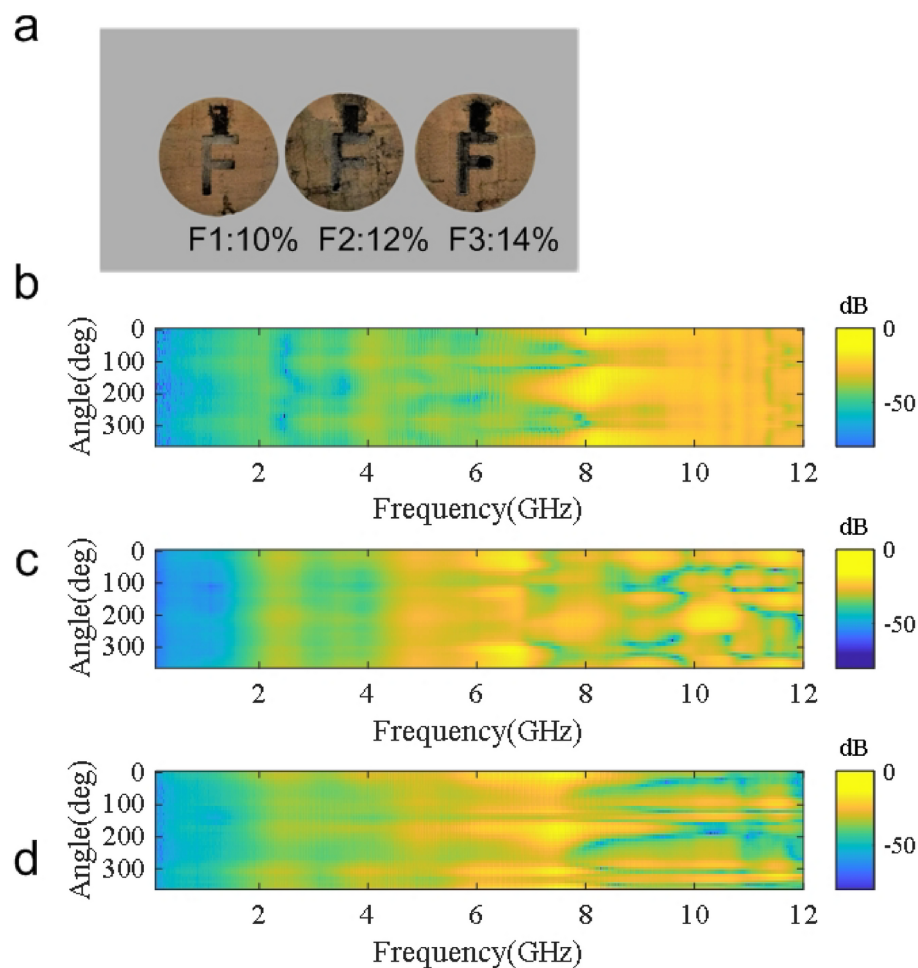 a
F F F
F1:10% F2:12% F3:14%
b
dB
0
100
200
300
Angle(deg)
0
-50
2 4 6 8 10 12
Frequency(GHz)
c
dB
0
100
200
300
Angle(deg)
0
-50
2 4 6 8 10 12
Frequency(GHz)
d
dB
0
100
200
300
Angle(deg)
0
-50
2 4 6 8 10 12
Frequency(GHz)